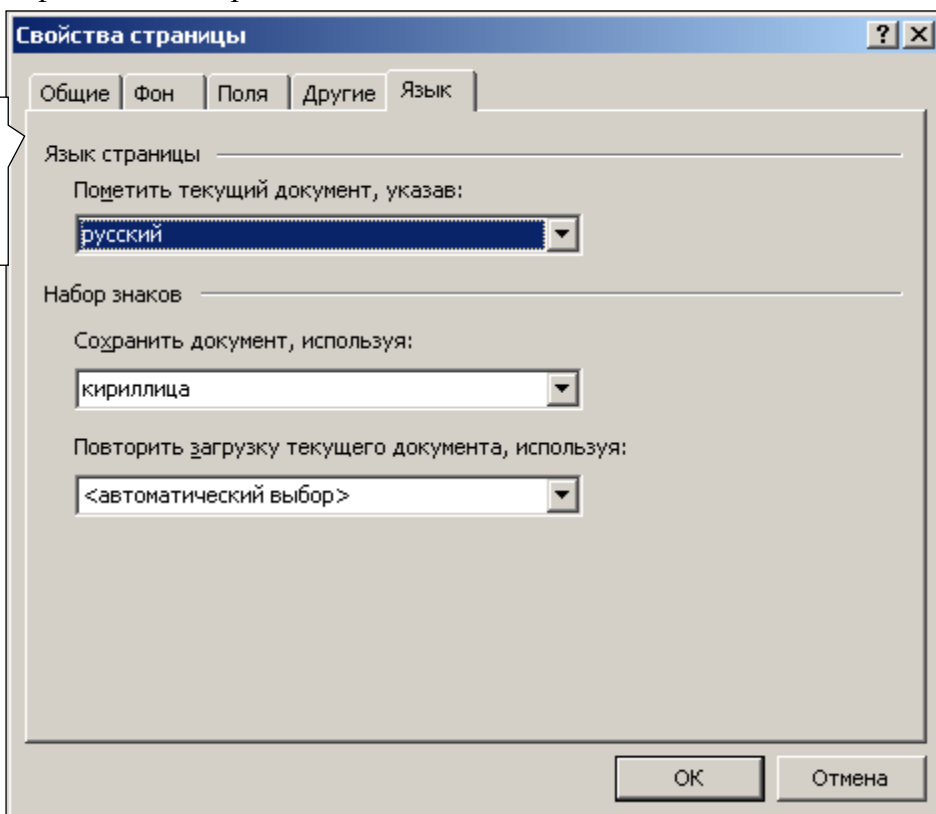 Свойства страницы
Общие Фон Поля Другие Язык
Язык страницы
Пометить текущий документ, указав:
русский
Набор знаков
Сохранить документ, используя:
кириллица
Повторить загрузку текущего документа, используя:
<автоматический выбор>
ОК Отмена